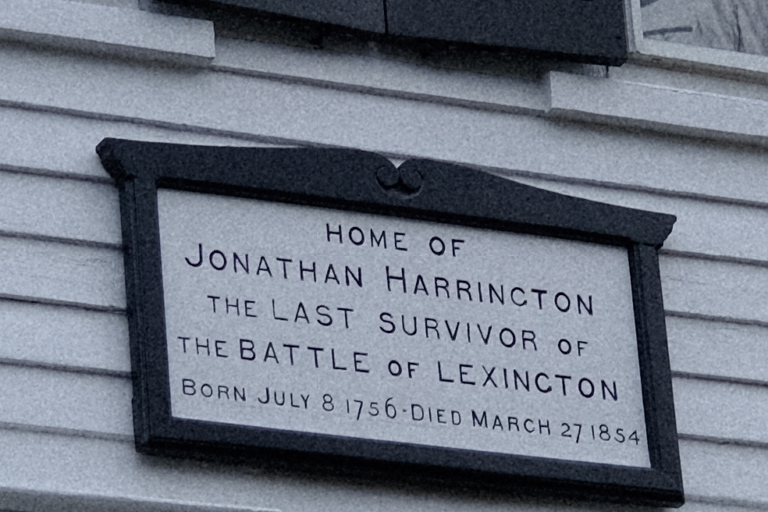 HOME OF
JONATHAN HARRINGTON
THE LAST SURVIVOR OF
THE BATTLE OF LEXINGTON
BORN JULY 8 1756·DIED MARCH 27 1854